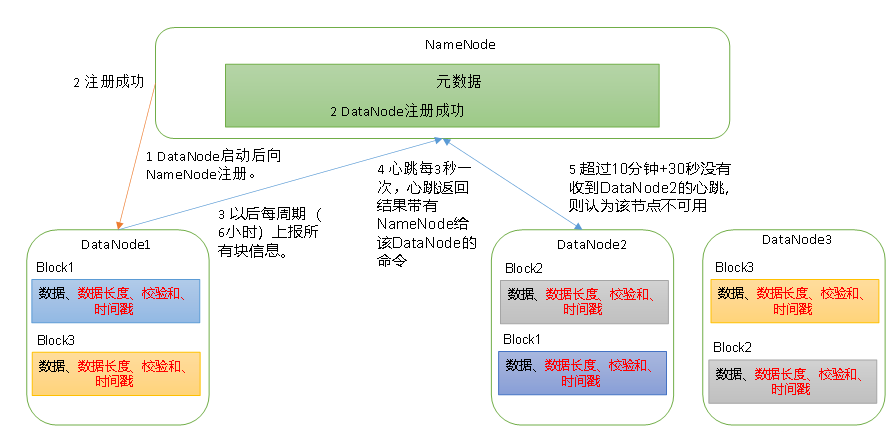 NameNode
元数据
2 DataNode注册成功
2 注册成功
1 DataNode启动后向
NameNode注册。
3 以后每周期（
6小时）上报所
有块信息。
4 心跳每3秒一
次，心跳返回
结果带有
NameNode给
该DataNode的
命令
5 超过10分钟+30秒没有
收到DataNode2的心跳,
则认为该节点不可用
DataNode1
Block1
数据、数据长度、校验和、
时间戳
Block3
数据、数据长度、校验和、
时间戳
DataNode2
Block2
数据、数据长度、校验和、
时间戳
Block1
数据、数据长度、校验和、
时间戳
DataNode3
Block3
数据、数据长度、校验和、
时间戳
Block2
数据、数据长度、校验和、
时间戳